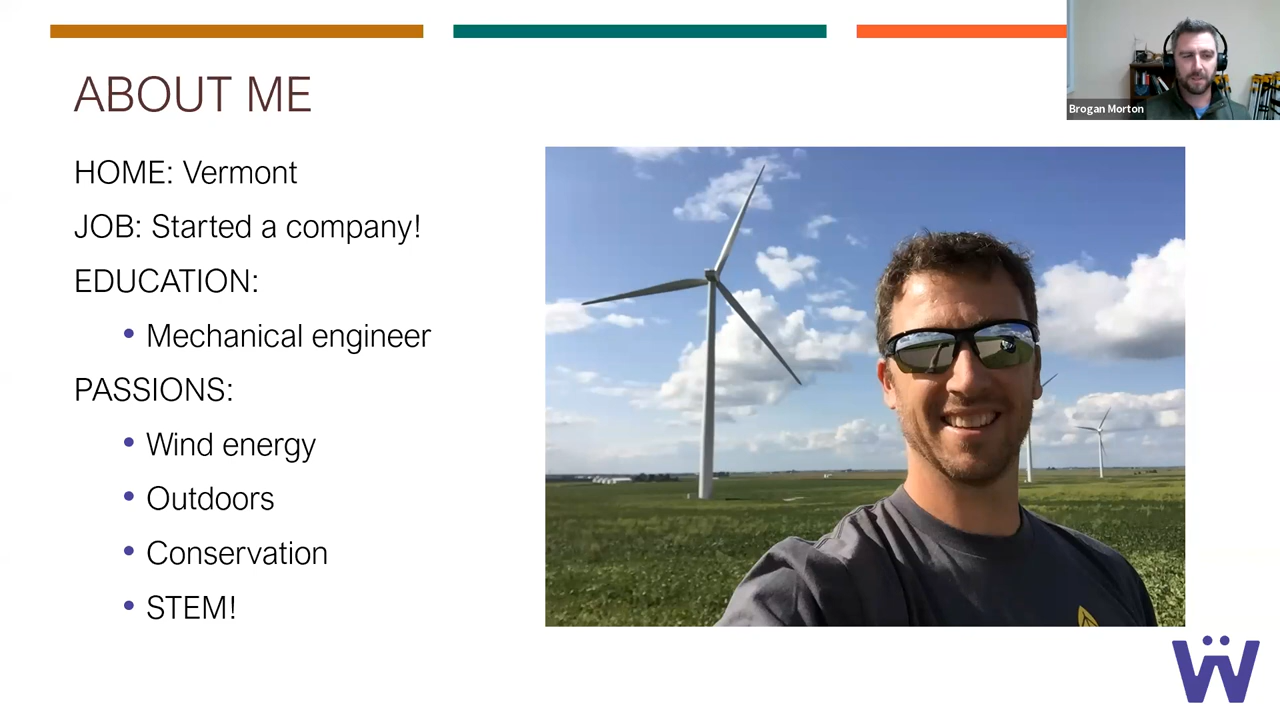 ABOUT ME
Brogan Morton
HOME: Vermont
JOB: Started a company!
EDUCATION:
• Mechanical engineer
PASSIONS:
• Wind energy
• Outdoors
• Conservation
• STEM!
Ẅ